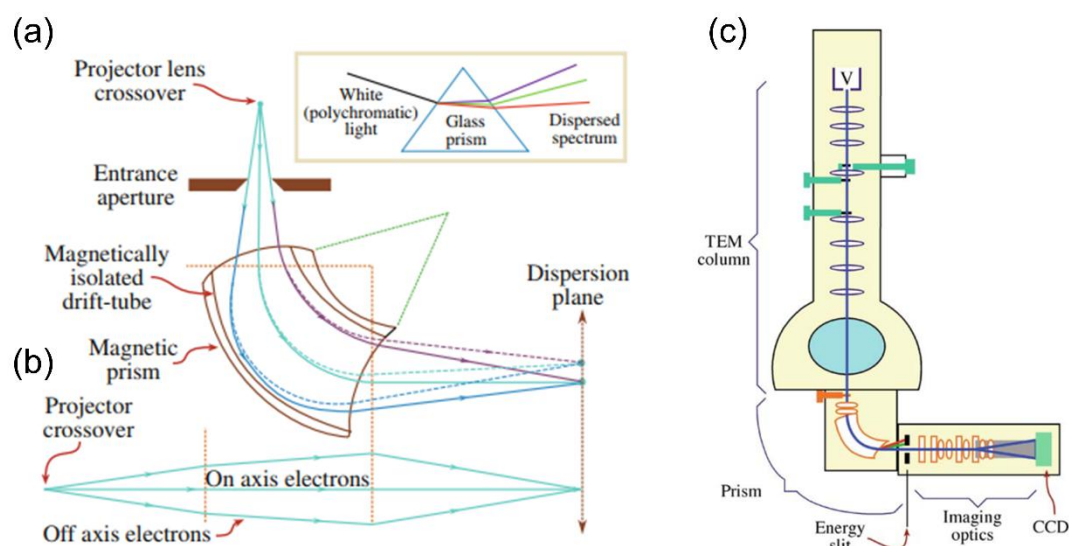 (a)
Projector lens
crossover
White
(polychromatic)
light
Glass
prism
Dispersed
spectrum
Entrance
aperture
Magnetically
isolated
drift-tube
Dispersion
plane
Magnetic
prism
(b)
Projector
crossover
On axis electrons
Off axis electrons
(c)
V
TEM
column
Prism
Energy
slit
Imaging
optics
CCD